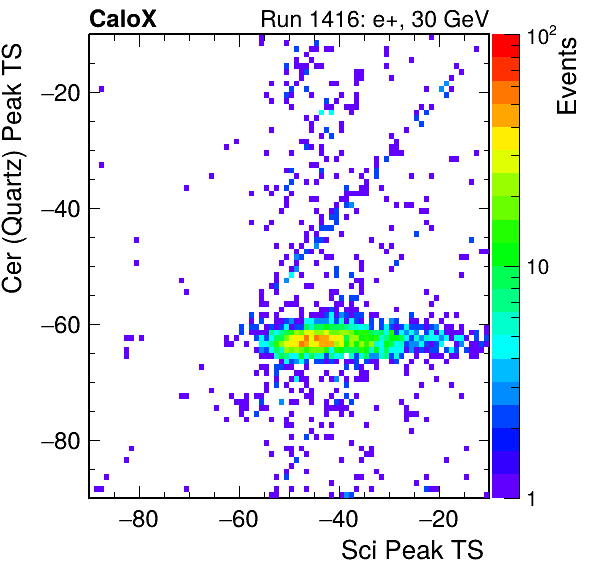 CaloX Run 1416: e+, 30 GeV
Cer (Quartz) Peak TS
−20
−40
−60
−80
−80 −60 −40 −20
Sci Peak TS
10²
10
1
Events